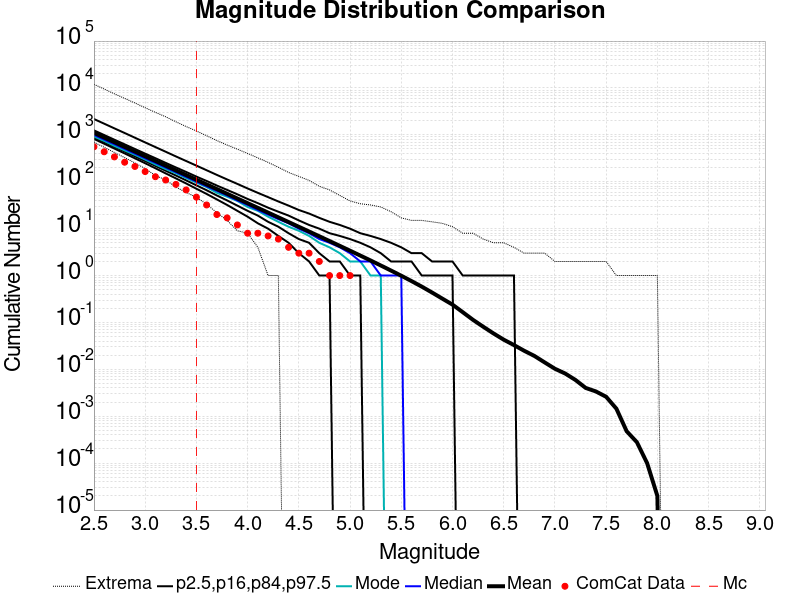 Magnitude Distribution Comparison
10 5
10 4
10 3
10 2
10 1
10 0
10 -1
10 -2
10 -3
10 -4
10 -5
Cumulative Number
2.5 3.0 3.5 4.0 4.5 5.0 5.5 6.0 6.5 7.0 7.5 8.0 8.5 9.0
Magnitude
Extrema p2.5,p16,p84,p97.5 Mode Median Mean ComCat Data Mc